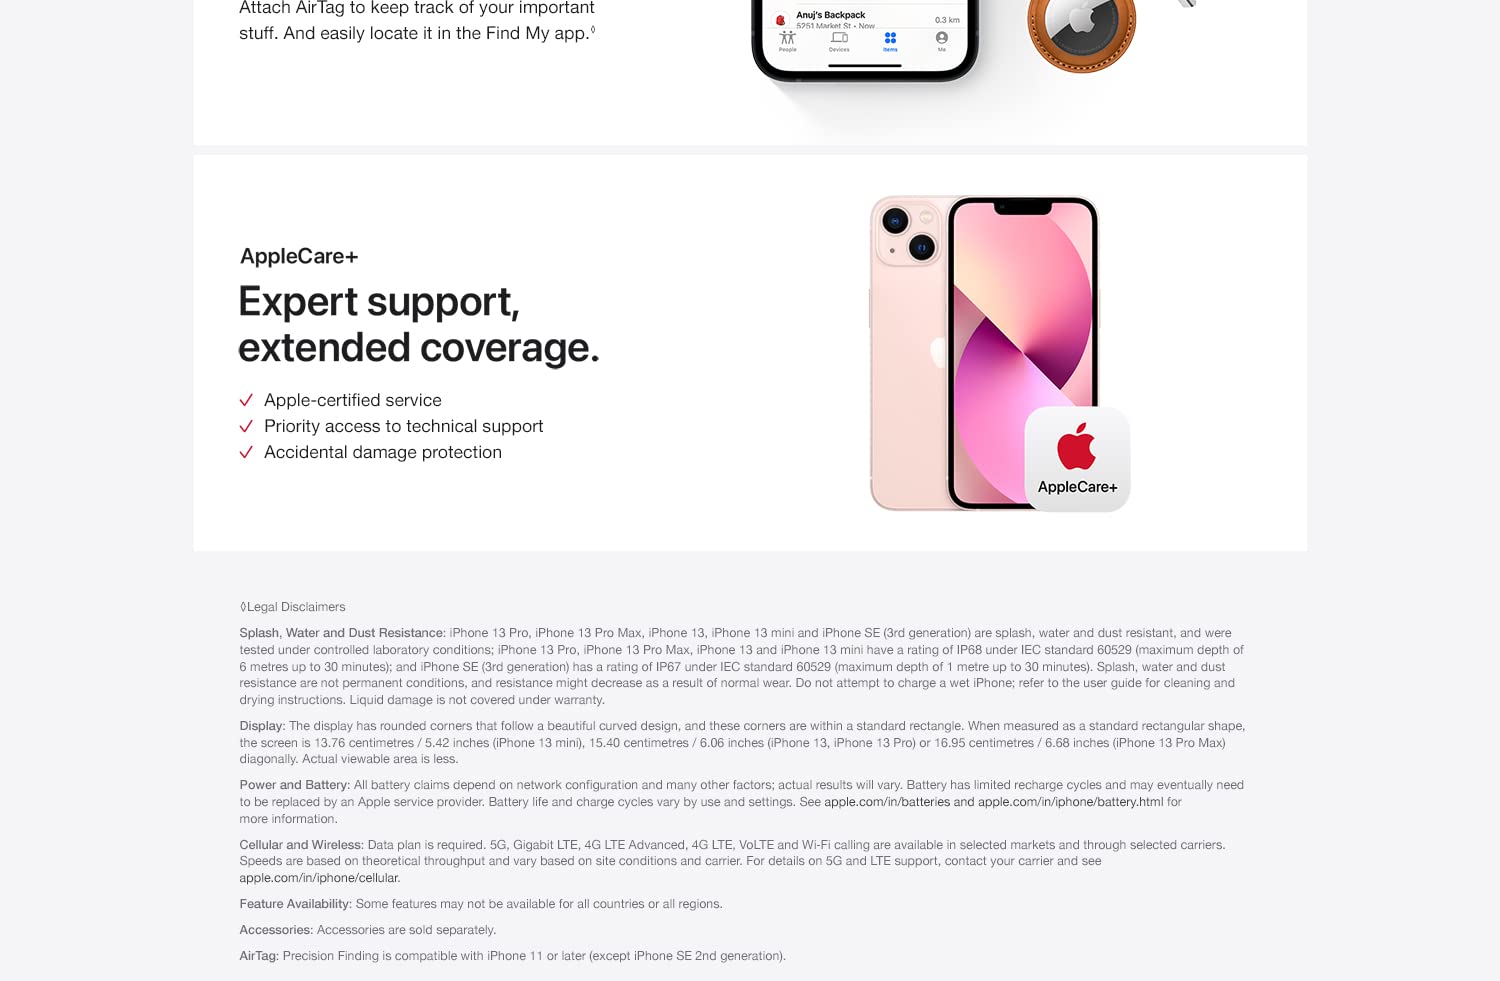 Attach AirTag to keep track of your important
stuff. And easily locate it in the Find My app.◊
Anuj's Backpack
5251 Market St • Now
0.3 km
People
Devices
Items
Me
AppleCare+
Expert support,
extended coverage.
Apple-certified service
Priority access to technical support
Accidental damage protection
AppleCare+
◊Legal Disclaimers
Splash, Water and Dust Resistance: iPhone 13 Pro, iPhone 13 Pro Max, iPhone 13, iPhone 13 mini and iPhone SE (3rd generation) are splash, water and dust resistant, and were
tested under controlled laboratory conditions; iPhone 13 Pro, iPhone 13 Pro Max, iPhone 13 and iPhone 13 mini have a rating of IP68 under IEC standard 60529 (maximum depth of
6 metres up to 30 minutes); and iPhone SE (3rd generation) has a rating of IP67 under IEC standard 60529 (maximum depth of 1 metre up to 30 minutes). Splash, water and dust
resistance are not permanent conditions, and resistance might decrease as a result of normal wear. Do not attempt to charge a wet iPhone; refer to the user guide for cleaning and
drying instructions. Liquid damage is not covered under warranty.
Display: The display has rounded corners that follow a beautiful curved design, and these corners are within a standard rectangle. When measured as a standard rectangular shape,
the screen is 13.76 centimetres / 5.42 inches (iPhone 13 mini), 15.40 centimetres / 6.06 inches (iPhone 13, iPhone 13 Pro) or 16.95 centimetres / 6.68 inches (iPhone 13 Pro Max)
diagonally. Actual viewable area is less.
Power and Battery: All battery claims depend on network configuration and many other factors; actual results will vary. Battery has limited recharge cycles and may eventually need
to be replaced by an Apple service provider. Battery life and charge cycles vary by use and settings. See apple.com/in/batteries and apple.com/in/iphone/battery.html for
more information.
Cellular and Wireless: Data plan is required. 5G, Gigabit LTE, 4G LTE Advanced, 4G LTE, VoLTE and Wi-Fi calling are available in selected markets and through selected carriers.
Speeds are based on theoretical throughput and vary based on site conditions and carrier. For details on 5G and LTE support, contact your carrier and see
apple.com/in/iphone/cellular.
Feature Availability: Some features may not be available for all countries or all regions.
Accessories: Accessories are sold separately.
AirTag: Precision Finding is compatible with iPhone 11 or later (except iPhone SE 2nd generation).